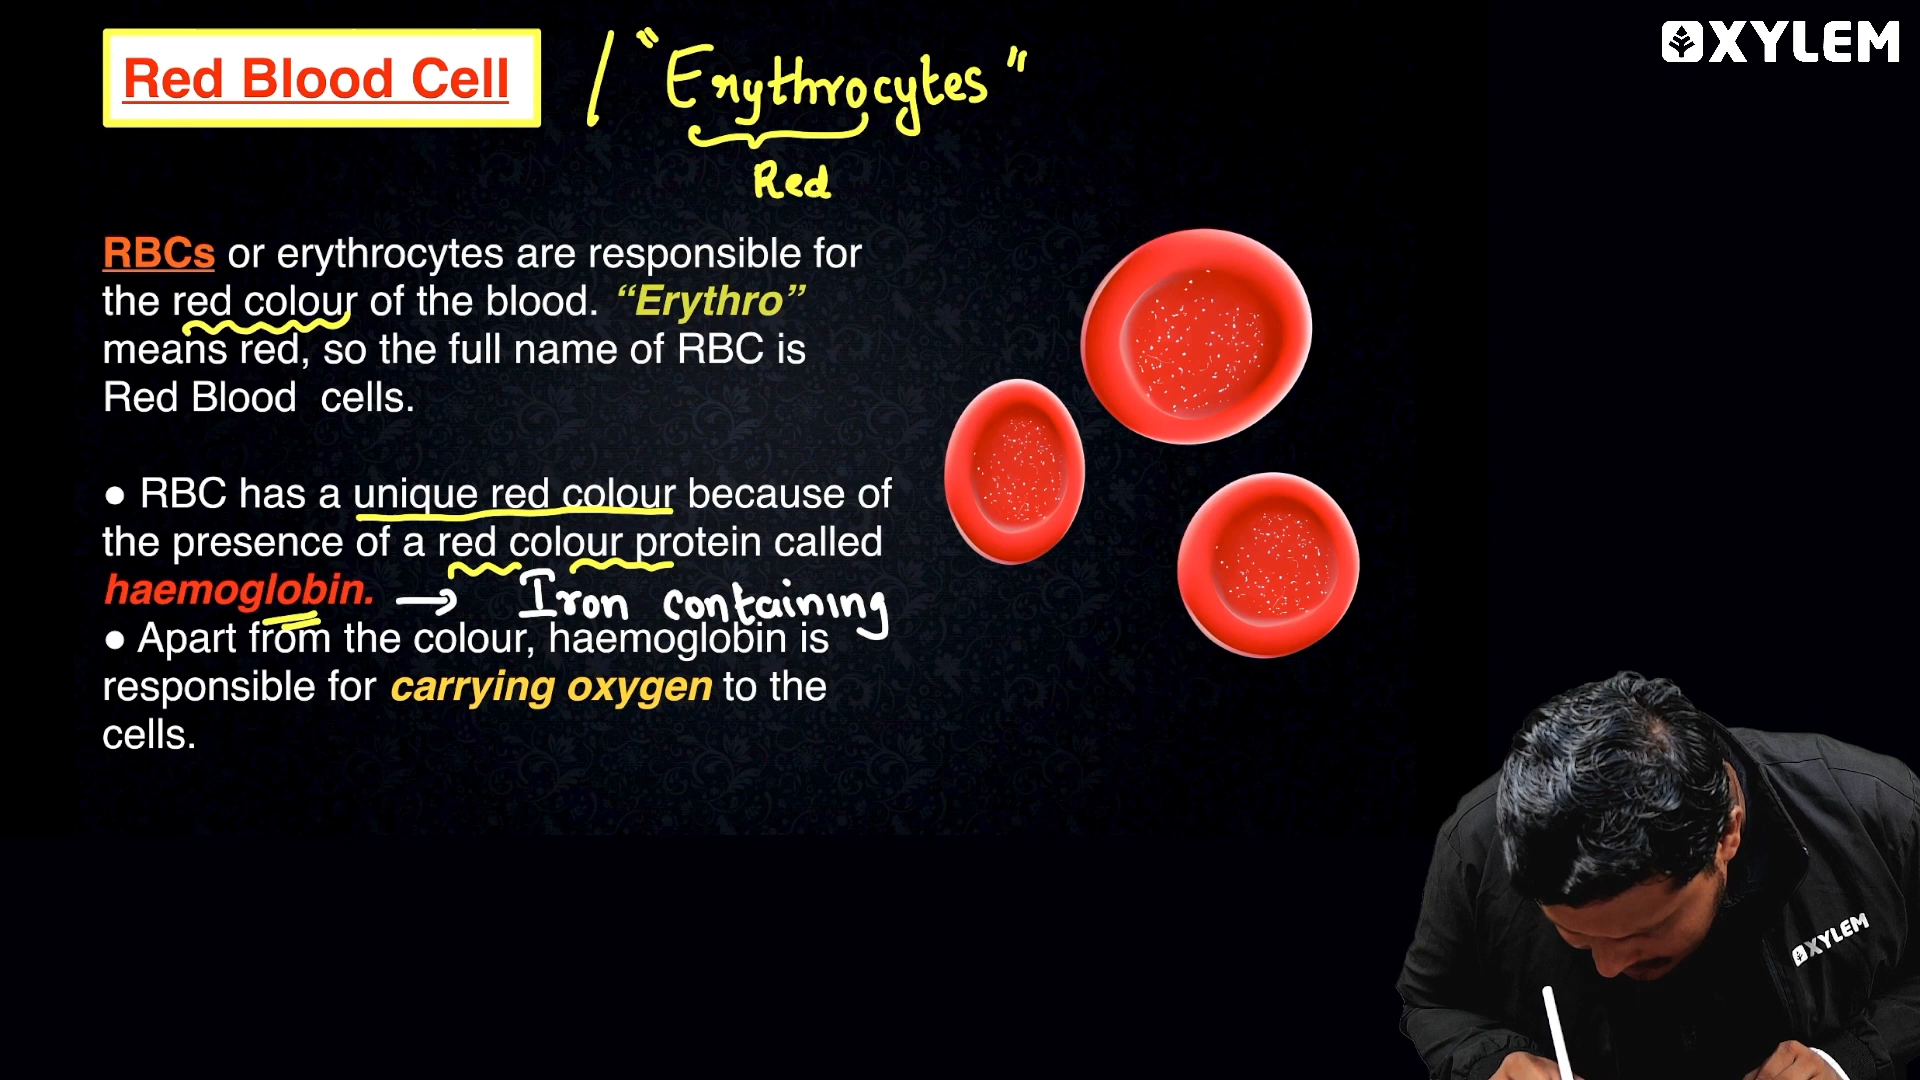 Red Blood Cell / "Erythrocytes"
Red
XYLEM
RBCs or erythrocytes are responsible for
the red colour of the blood. “Erythro”
means red, so the full name of RBC is
Red Blood cells.
● RBC has a unique red colour because of
the presence of a red colour protein called
haemoglobin. → Iron containing
● Apart from the colour, haemoglobin is
responsible for carrying oxygen to the
cells.
XYLEM